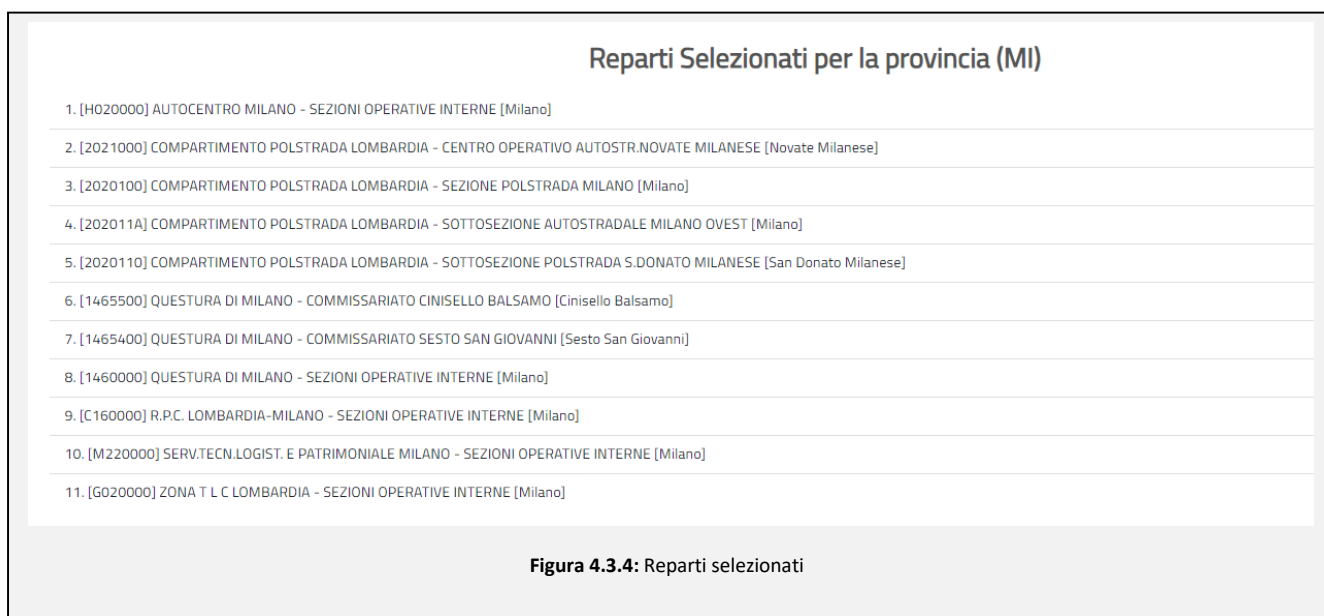 Reparti Selezionati per la provincia (MI)
1. [H020000] AUTOCENTRO MILANO - SEZIONI OPERATIVE INTERNE [Milano]
2. [2021000] COMPARTIMENTO POLSTRADA LOMBARDIA - CENTRO OPERATIVO AUTOSTR.NOVATE MILANESE [Novate Milanese]
3. [2020100] COMPARTIMENTO POLSTRADA LOMBARDIA - SEZIONE POLSTRADA MILANO [Milano]
4. [202011A] COMPARTIMENTO POLSTRADA LOMBARDIA - SOTTOSEZIONE AUTOSTRADALE MILANO OVEST [Milano]
5. [2020110] COMPARTIMENTO POLSTRADA LOMBARDIA - SOTTOSEZIONE POLSTRADA S.DONATO MILANESE [San Donato Milanese]
6. [1465500] QUESTURA DI MILANO - COMMISSARIATO CINISELLO BALSAMO [Cinisello Balsamo]
7. [1465400] QUESTURA DI MILANO - COMMISSARIATO SESTO SAN GIOVANNI [Sesto San Giovanni]
8. [1460000] QUESTURA DI MILANO - SEZIONI OPERATIVE INTERNE [Milano]
9. [C160000] R.P.C. LOMBARDIA-MILANO - SEZIONI OPERATIVE INTERNE [Milano]
10. [M220000] SERV.TECN.LOGIST. E PATRIMONIALE MILANO - SEZIONI OPERATIVE INTERNE [Milano]
11. [G020000] ZONA T L C LOMBARDIA - SEZIONI OPERATIVE INTERNE [Milano]
Figura 4.3.4: Reparti selezionati